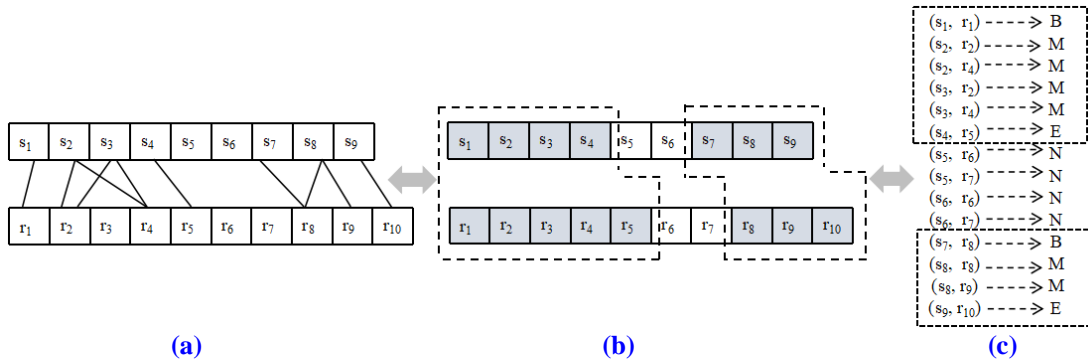 s1 s2 s3 s4 s5 s6 s7 s8 s9
r1 r2 r3 r4 r5 r6 r7 r8 r9 r10
(a)
s1 s2 s3 s4 s5 s6 s7 s8 s9
r1 r2 r3 r4 r5 r6 r7 r8 r9 r10
(b)
(s1, r1) B
(s2, r2) M
(s2, r4) M
(s3, r2) M
(s3, r4) M
(s4, r5) E
(s5, r6) N
(s5, r7) N
(s6, r6) N
(s6, r7) N
(s7, r8) B
(s8, r8) M
(s8, r9) M
(s9, r10) E
(c)